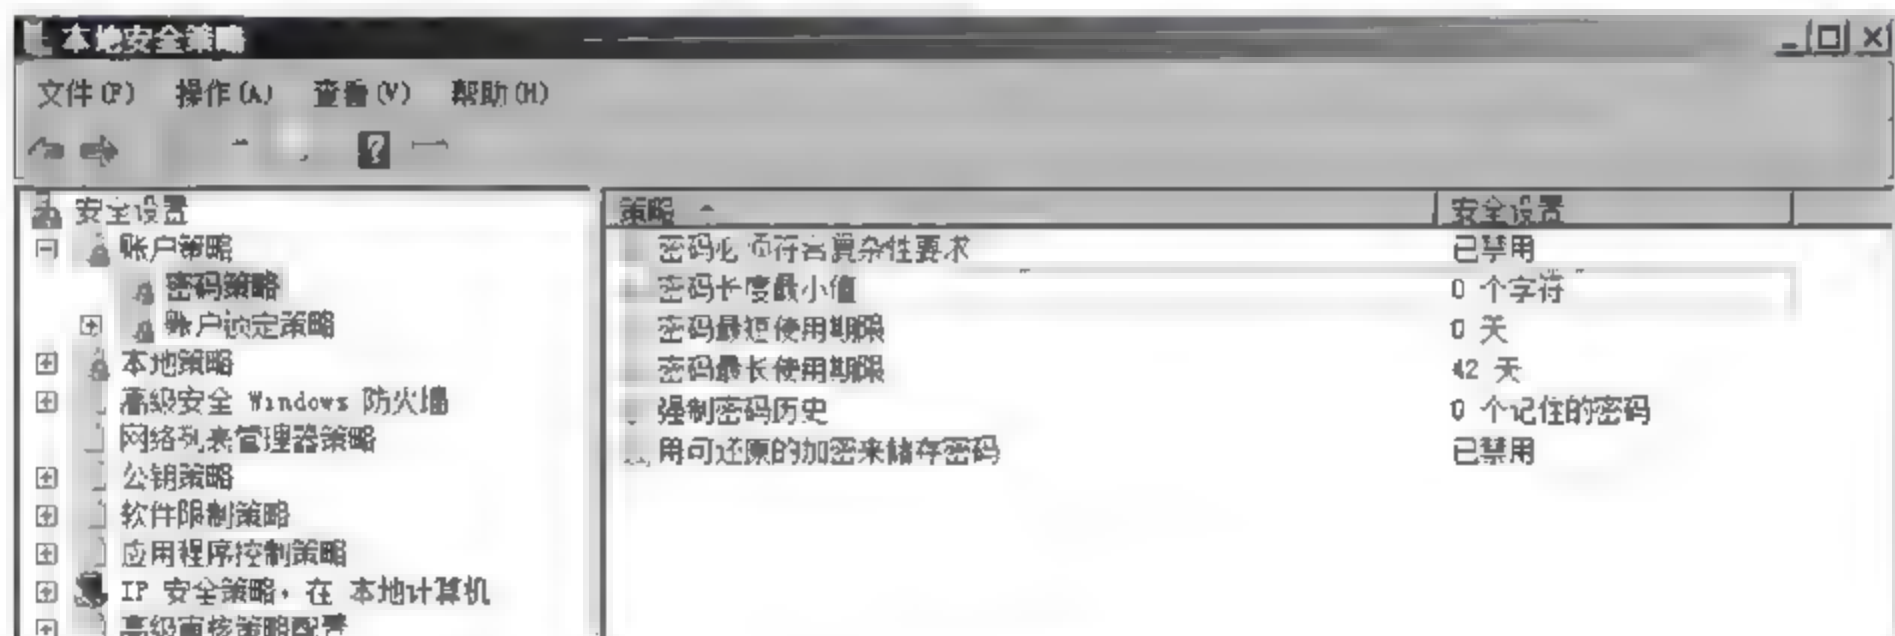 本地安全策略
文件(F) 操作(A) 查看(V) 帮助(H)
安全设置
账户策略
密码策略
账户锁定策略
本地策略
高级安全 Windows 防火墙
网络列表管理器策略
公钥策略
软件限制策略
应用程序控制策略
IP 安全策略，在 本地计算机
高级审核策略配置
策略 安全设置
密码必须符合复杂性要求 已禁用
密码长度最小值 0 个字符
密码最短使用期限 0 天
密码最长使用期限 42 天
强制密码历史 0 个记住的密码
用可还原的加密来储存密码 已禁用